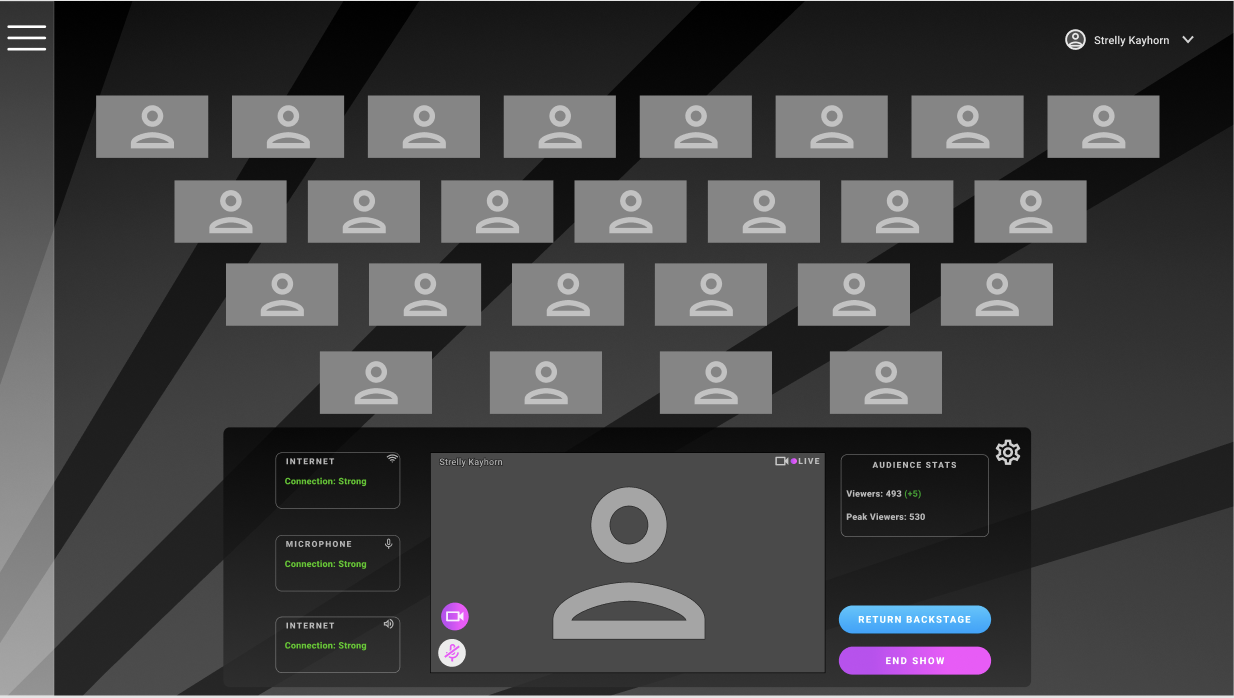 Strelly Kayhorn
INTERNET
Connection: Strong
MICROPHONE
Connection: Strong
INTERNET
Connection: Strong
Strelly Kayhorn
LIVE
AUDIENCE STATS
Viewers: 493 (+5)
Peak Viewers: 530
RETURN BACKSTAGE
END SHOW